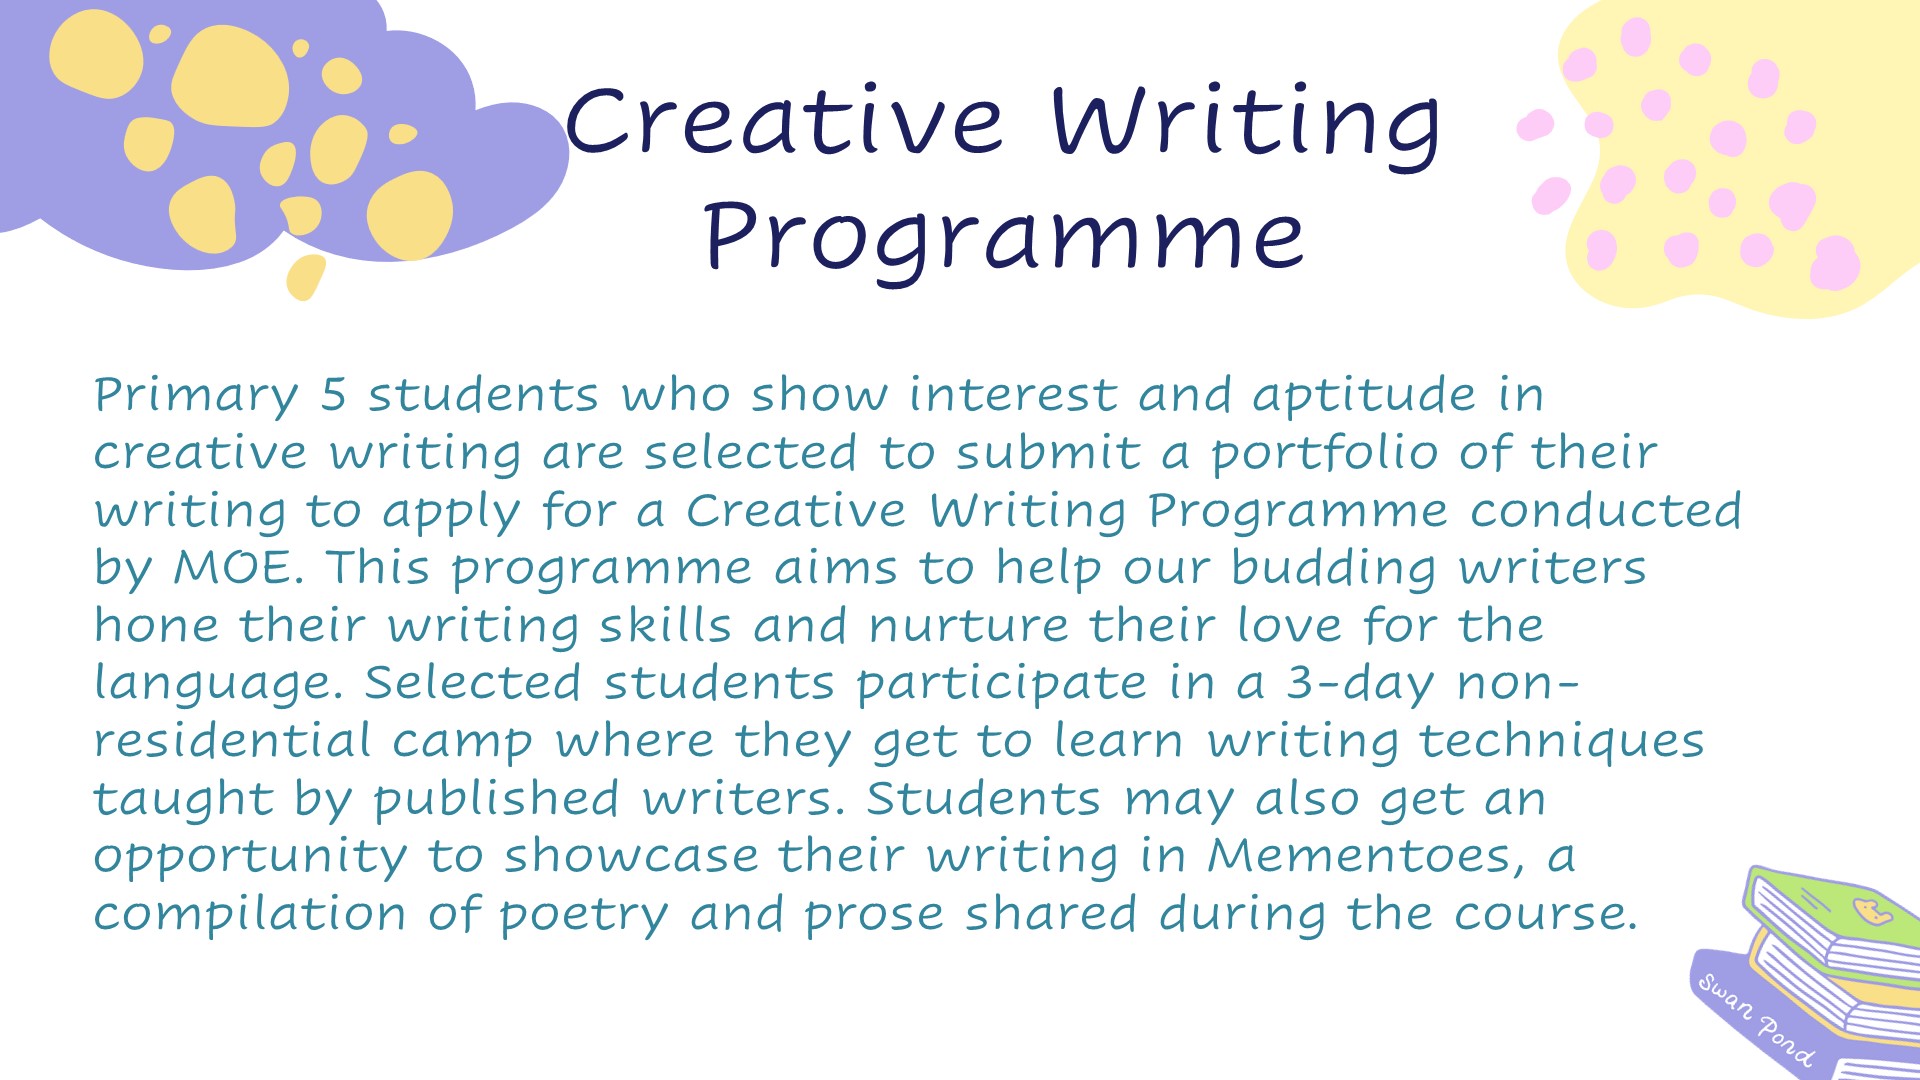 Creative Writing
Programme
Primary 5 students who show interest and aptitude in
creative writing are selected to submit a portfolio of their
writing to apply for a Creative Writing Programme conducted
by MOE. This programme aims to help our budding writers
hone their writing skills and nurture their love for the
language. Selected students participate in a 3-day non-
residential camp where they get to learn writing techniques
taught by published writers. Students may also get an
opportunity to showcase their writing in Mementoes, a
compilation of poetry and prose shared during the course.
Swan Pond